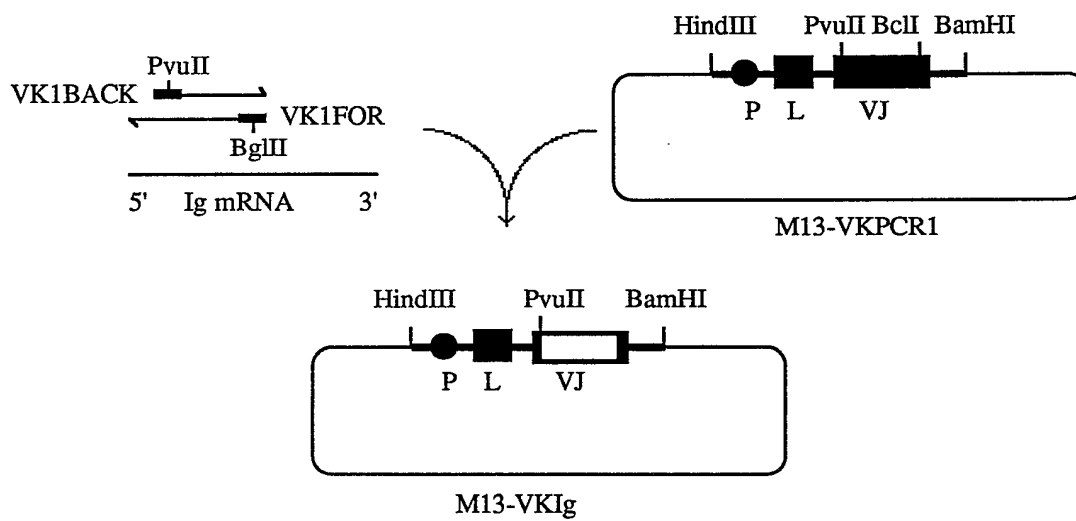 HindIII PvuII BclI BamHI
P L VJ
M13-VKPCR1
PvuII
VK1BACK
VK1FOR
BglII
5' Ig mRNA 3'
HindIII PvuII BamHI
P L VJ
M13-VKIg